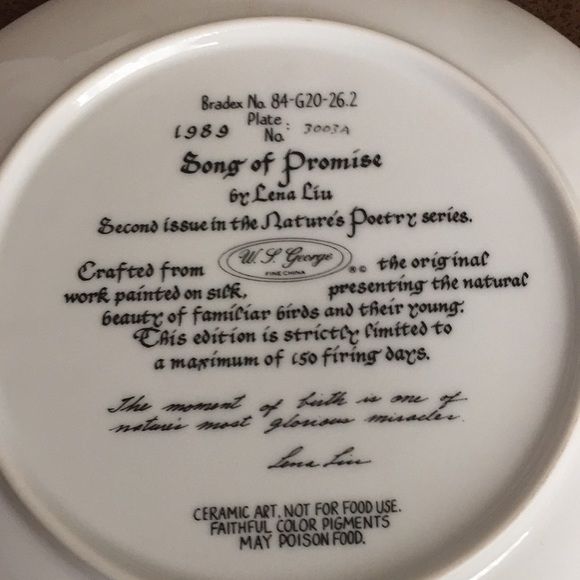 Bradex No. 84-G20-26.2
1989 Plate No.: 3003A
Song of Promise
by Lena Liu
Second issue in the Nature's Poetry series.
Crafted from W. S. George FINE CHINA ®© the original
work painted on silk, presenting the natural
beauty of familiar birds and their young.
This edition is strictly limited to
a maximum of 150 firing days.
The moment of birth is one of
nature's most glorious miracles.
Lena Liu
CERAMIC ART. NOT FOR FOOD USE.
FAITHFUL COLOR PIGMENTS
MAY POISON FOOD.